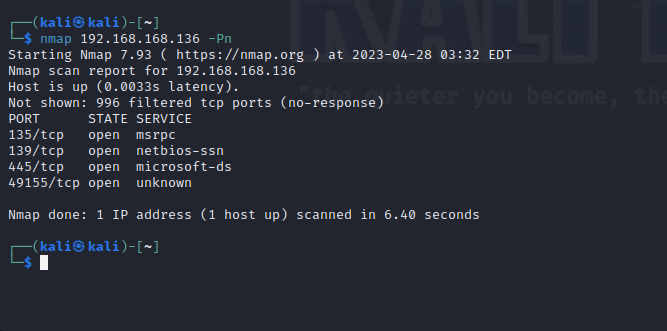 ┌──(kali㉿kali)-[~]
└─$ nmap 192.168.168.136 -Pn
Starting Nmap 7.93 ( https://nmap.org ) at 2023-04-28 03:32 EDT
Nmap scan report for 192.168.168.136
Host is up (0.0033s latency).
Not shown: 996 filtered tcp ports (no-response)
"the quieter you become, the
PORT      STATE SERVICE
135/tcp   open  msrpc
139/tcp   open  netbios-ssn
445/tcp   open  microsoft-ds
49155/tcp open  unknown
Nmap done: 1 IP address (1 host up) scanned in 6.40 seconds
┌──(kali㉿kali)-[~]
└─$